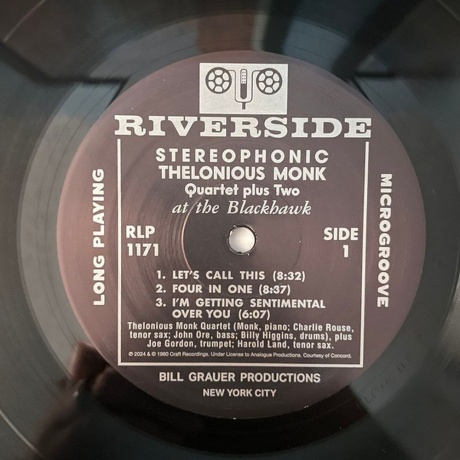 RIVERSIDE
STEREOPHONIC
THELONIOUS MONK
Quartet plus Two
at the Blackhawk
LONG PLAYING
MICROGROOVE
RLP
1171
SIDE
1
1. LET'S CALL THIS (8:32)
2. FOUR IN ONE (8:37)
3. I'M GETTING SENTIMENTAL
OVER YOU (6:07)
Thelonious Monk Quartet (Monk, piano; Charlie Rouse,
tenor sax; John Ore, bass; Billy Higgins, drums), plus
Joe Gordon, trumpet; Harold Land, tenor sax.
℗ 2024 & © 1960 Craft Recordings. Under License to Analogue Productions. Courtesy of Concord.
BILL GRAUER PRODUCTIONS
NEW YORK CITY